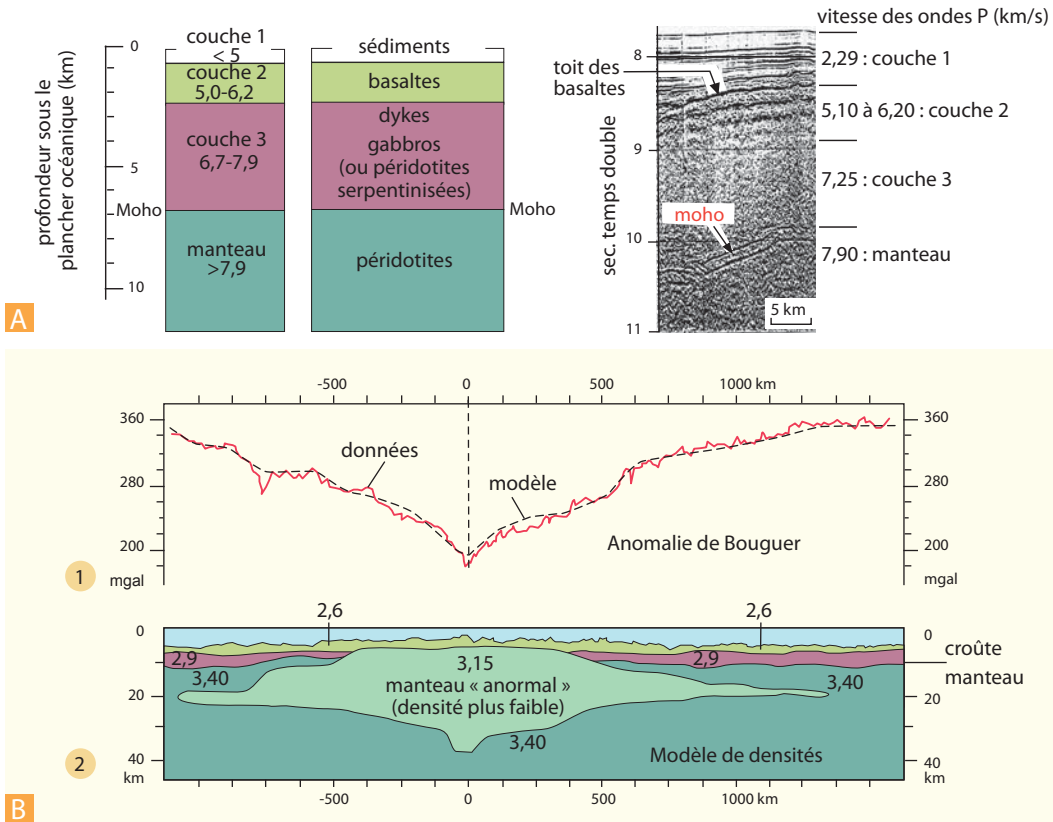 profondeur sous le
plancher océanique (km)
0
5
Moho
10
couche 1
< 5
couche 2
5,0-6,2
couche 3
6,7-7,9
manteau
>7,9
sédiments
basaltes
dykes
gabbros
(ou péridotites
serpentinisées)
Moho
péridotites
A
vitesse des ondes P (km/s)
sec. temps double
8
9
10
11
toit des
basaltes
moho
5 km
2,29 : couche 1
5,10 à 6,20 : couche 2
7,25 : couche 3
7,90 : manteau
-500 0 500 1000 km
360
280
200
mgal
360
280
200
mgal
données
modèle
Anomalie de Bouguer
1
2,6 2,6
0
20
40
km
0
20
40
km
2,9
3,40
3,15
manteau « anormal »
(densité plus faible)
3,40
2,9
3,40
croûte
manteau
Modèle de densités
2
-500 0 500 1000 km
B